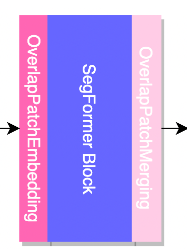 OverlapPatchEmbedding
SegFormer Block
OverlapPatchMerging